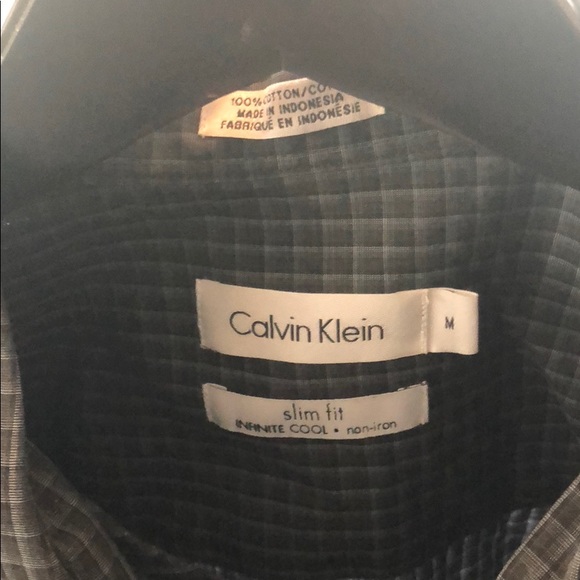 100% COTTON/CO
MADE IN INDONESIA
FABRIQUÉ EN INDONÉSIE
Calvin Klein
M
slim fit
INFINITE COOL • non-iron